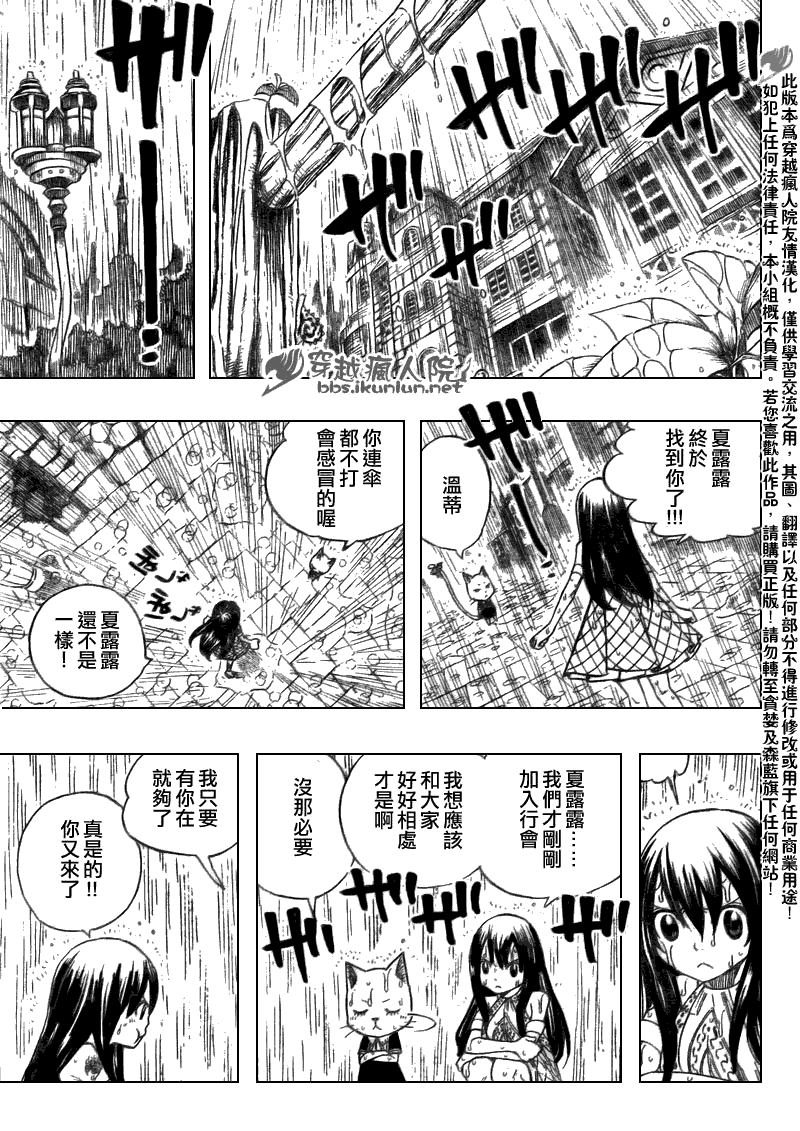 此版本爲穿越瘋人院友情漢化，僅供學習交流之用，其圖、翻譯以及任何部分不得進行修改或用于任何商業用途！
如犯上任何法律責任，本小組概不負責。若您喜歡此作品，請購買正版！請勿轉至貪婪及森藍旗下任何網站！
穿越瘋人院
bbs.ikunlun.net
夏露露
終於
找到你了!!!
溫蒂
你連傘
都不打
會感冒的喔
夏露露
還不是
一樣！
夏露露……
我們才剛剛
加入行會
我想應該
和大家
好好相處
才是啊
沒那必要
我只要
有你在
就夠了
真是的!!
你又來了